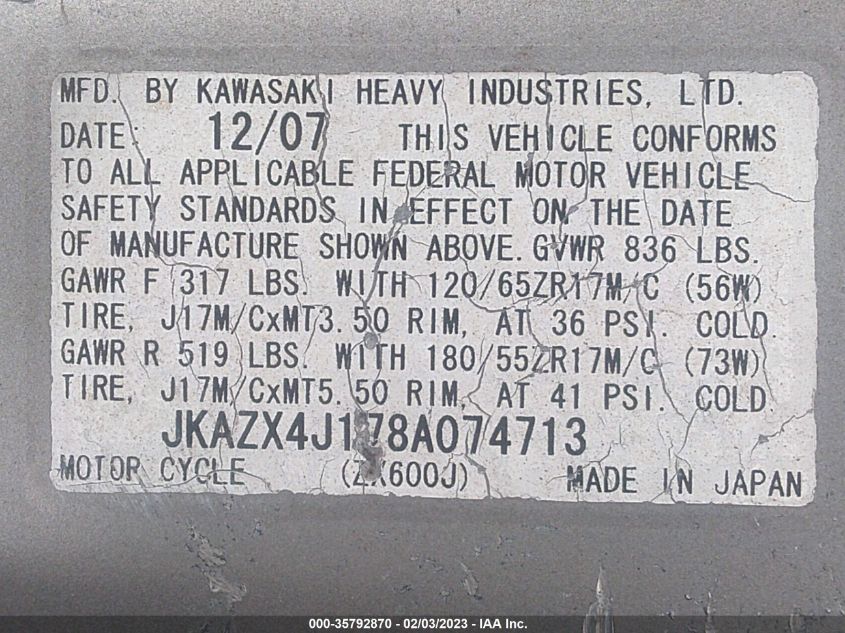 MFD. BY KAWASAKI HEAVY INDUSTRIES, LTD.
DATE: 12/07 THIS VEHICLE CONFORMS
TO ALL APPLICABLE FEDERAL MOTOR VEHICLE
SAFETY STANDARDS IN EFFECT ON THE DATE
OF MANUFACTURE SHOWN ABOVE. GVWR 836 LBS.
GAWR F 317 LBS. WITH 120/65ZR17M/C (56W)
TIRE, J17M/CxMT3.50 RIM, AT 36 PSI. COLD.
GAWR R 519 LBS. WITH 180/55ZR17M/C (73W)
TIRE, J17M/CxMT5.50 RIM, AT 41 PSI. COLD.
JKAZX4J178A074713
MOTOR CYCLE (ZX600J) MADE IN JAPAN
000-35792870 - 02/03/2023 - IAA Inc.